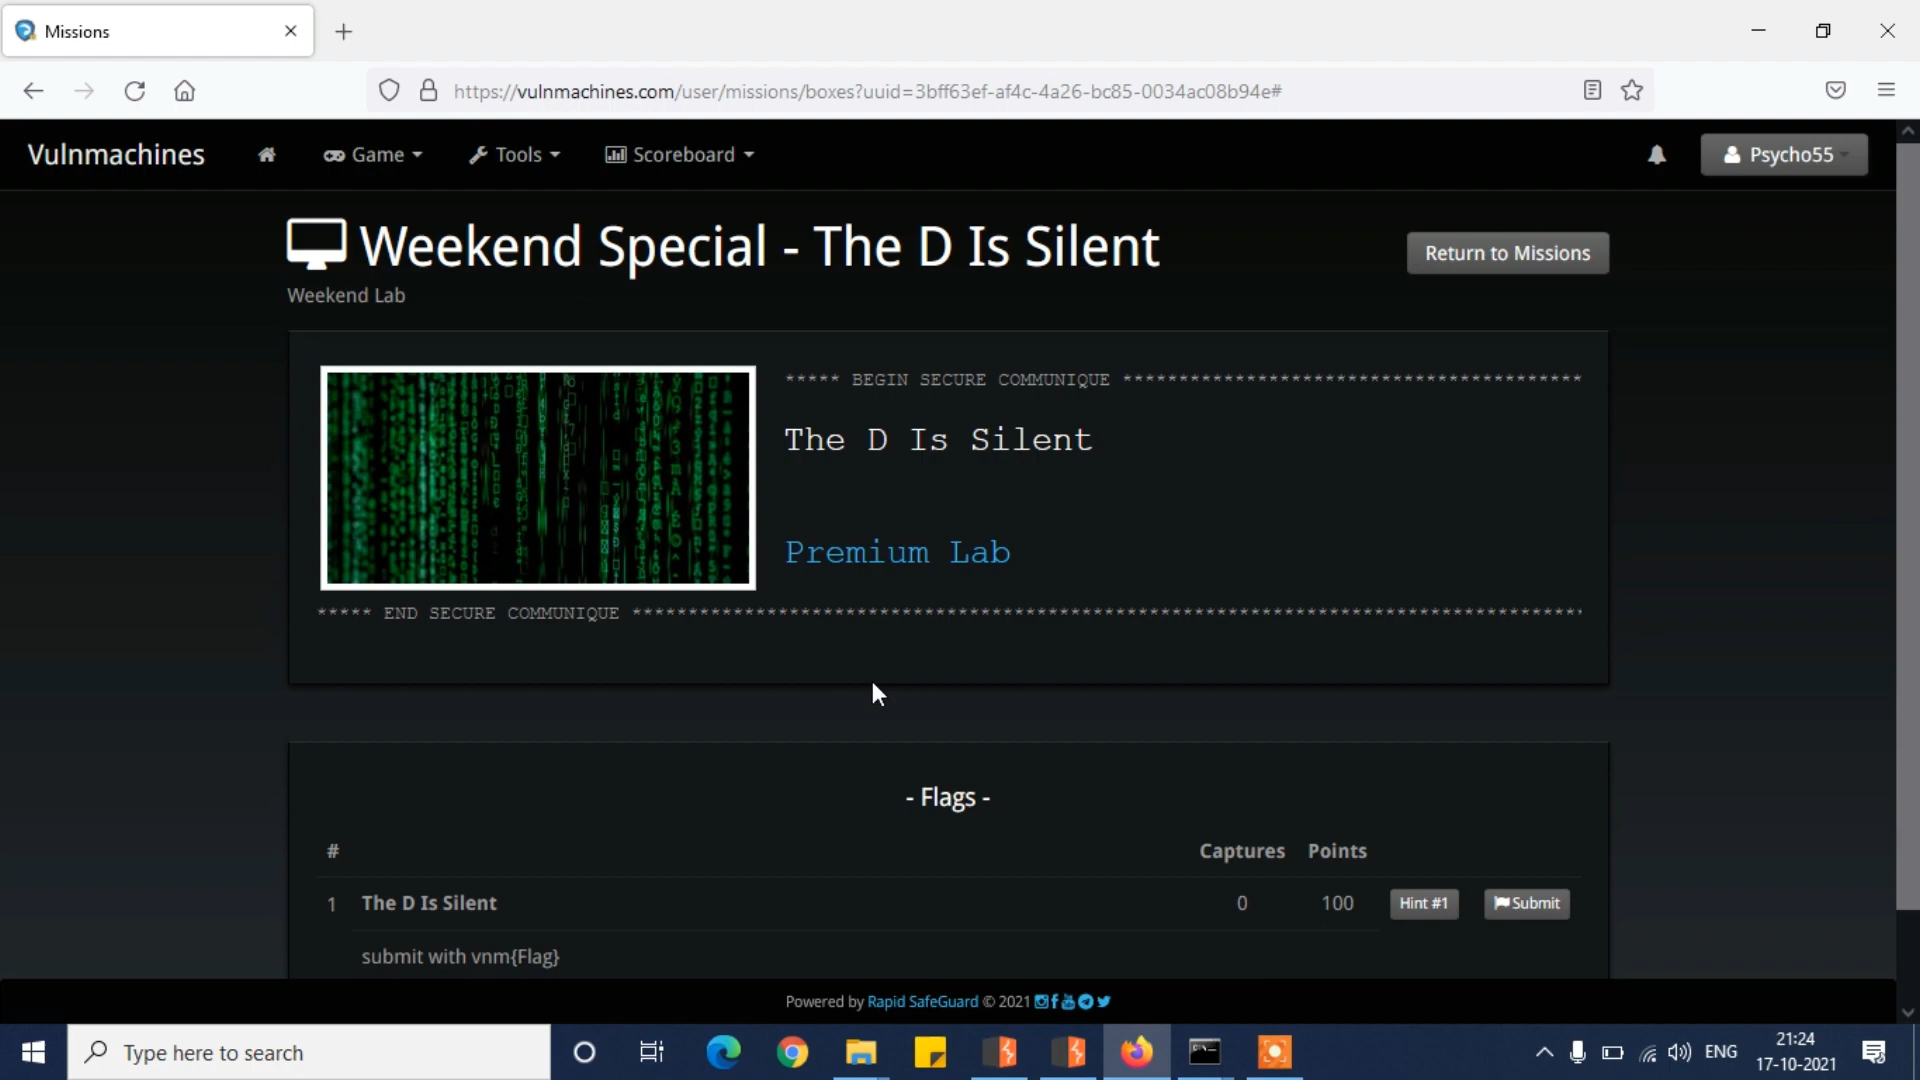 Missions
https://vulnmachines.com/user/missions/boxes?uuid=3bff63ef-af4c-4a26-bc85-0034ac08b94e#
Vulnmachines Game Tools Scoreboard Psycho55
Weekend Special - The D Is Silent
Return to Missions
Weekend Lab
***** BEGIN SECURE COMMUNIQUE *****************************************
The D Is Silent
Premium Lab
***** END SECURE COMMUNIQUE *************************************************************************************
- Flags -
# Captures Points
1 The D Is Silent 0 100 Hint #1 Submit
submit with vnm{Flag}
Powered by Rapid SafeGuard © 2021
Type here to search
ENG
21:24
17-10-2021